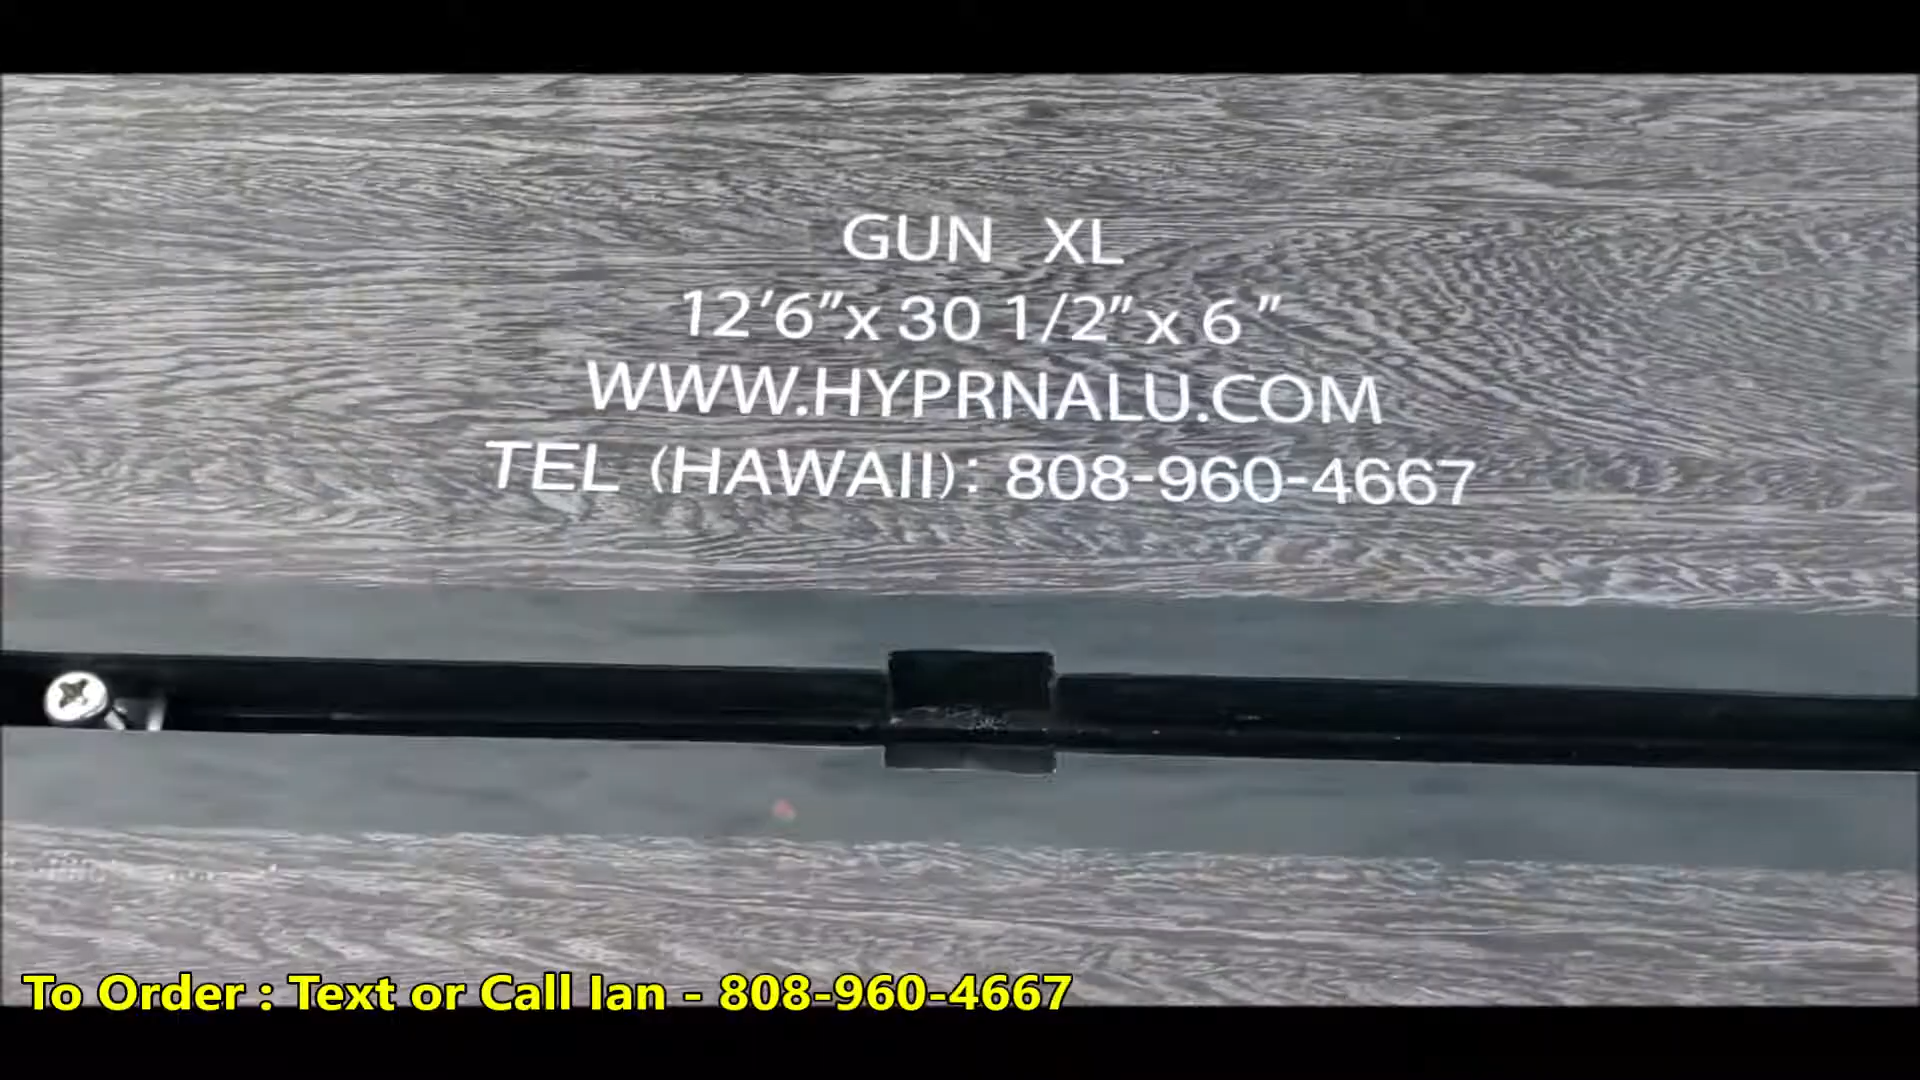 GUN XL
12'6"x 30 1/2" x 6 "
WWW.HYPRNALU.COM
TEL (HAWAII): 808-960-4667
To Order : Text or Call Ian - 808-960-4667